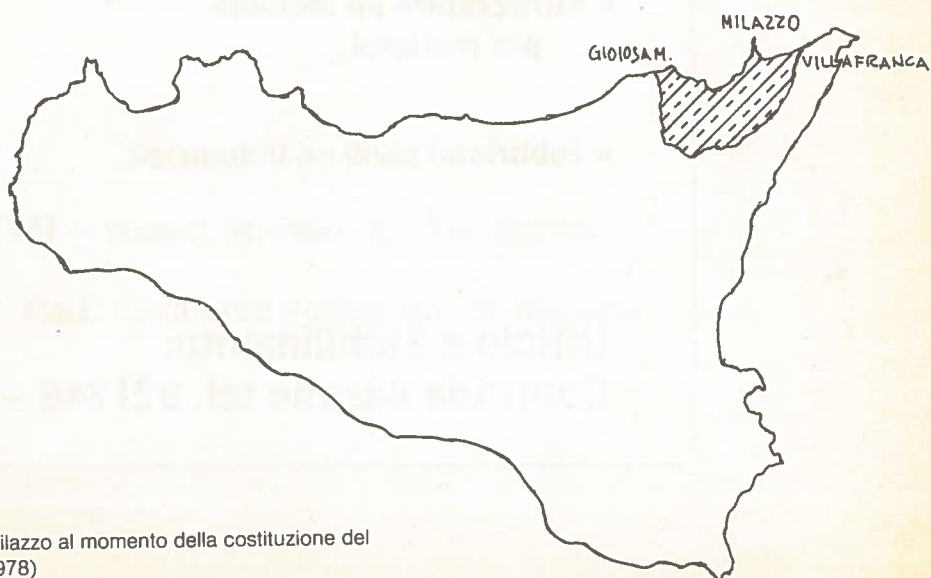 MILAZZO
GIOIOSA M.
VILLAFRANCA
ilazzo al momento della costituzione del
978)